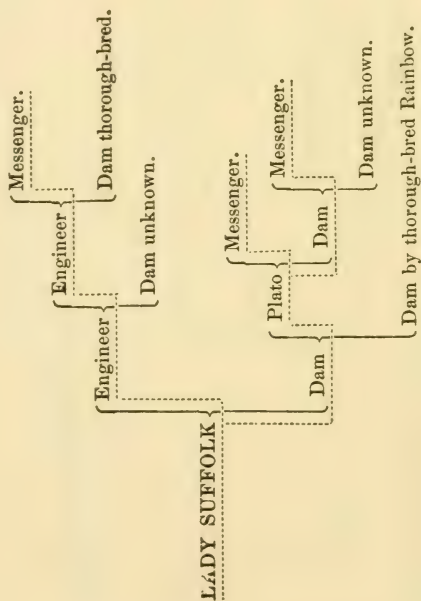 Messenger.
Engineer
Engineer Dam thorough-bred.
Dam unknown.
LADY SUFFOLK
Messenger.
Plato Messenger.
Dam Dam
Dam unknown.
Dam by thorough-bred Rainbow.